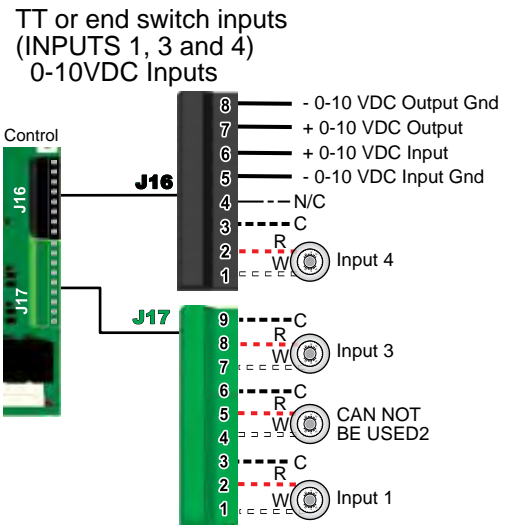 TT or end switch inputs
(INPUTS 1, 3 and 4)
0-10VDC Inputs
Control
J16
J17
J16
8 - 0-10 VDC Output Gnd
7 + 0-10 VDC Output
6 + 0-10 VDC Input
5 - 0-10 VDC Input Gnd
4 N/C
3 C
2 R
1 W
Input 4
J17
9 C
8 R
7 W
Input 3
6 C
5 R
4 W
CAN NOT
BE USED2
3 C
2 R
1 W
Input 1